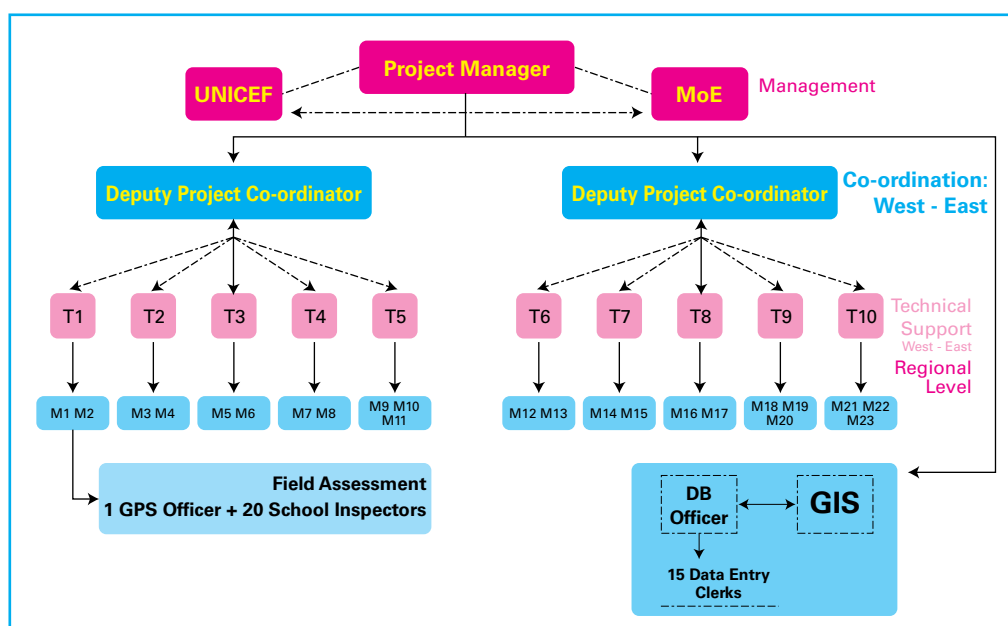 Project Manager
UNICEF
MoE
Management
Deputy Project Co-ordinator
Deputy Project Co-ordinator
Co-ordination:
West - East
T1
T2
T3
T4
T5
T6
T7
T8
T9
T10
Technical
Support
West - East
Regional
Level
M1 M2
M3 M4
M5 M6
M7 M8
M9 M10
M11
M12 M13
M14 M15
M16 M17
M18 M19
M20
M21 M22
M23
Field Assessment
1 GPS Officer + 20 School Inspectors
DB
Officer
GIS
15 Data Entry
Clerks